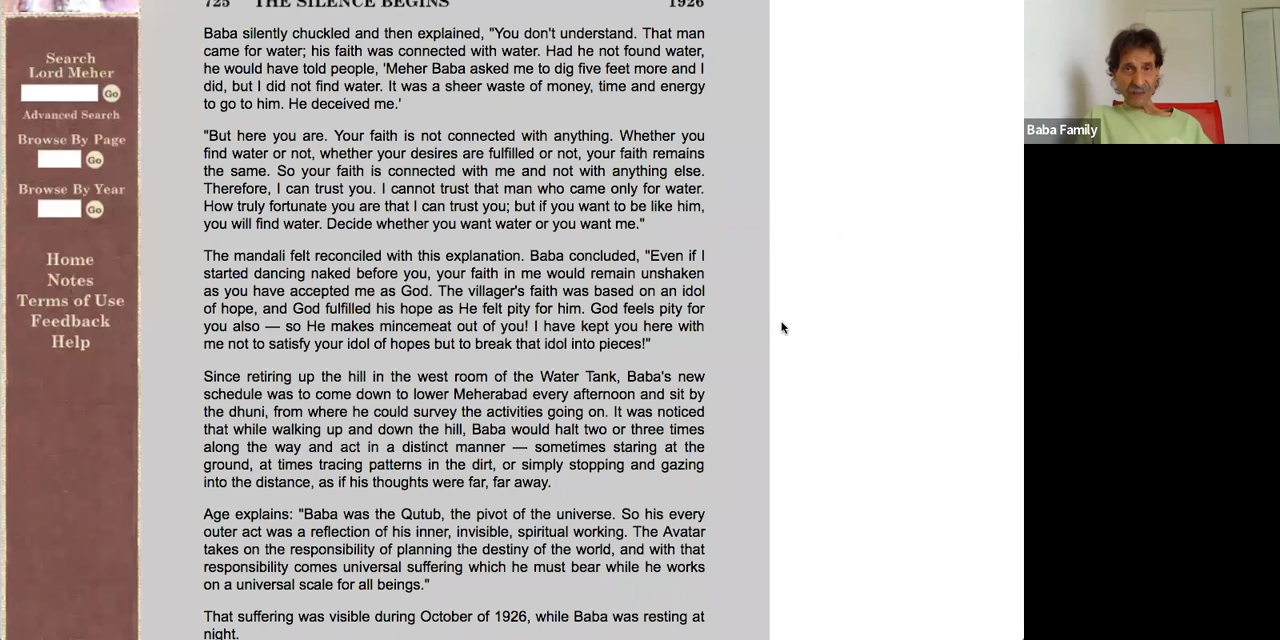 725 THE SILENCE BEGINS 1926
Search
Lord Meher
Go
Advanced Search
Browse By Page
Go
Browse By Year
Go
Home
Notes
Terms of Use
Feedback
Help
Baba silently chuckled and then explained, "You don't understand. That man
came for water; his faith was connected with water. Had he not found water,
he would have told people, 'Meher Baba asked me to dig five feet more and I
did, but I did not find water. It was a sheer waste of money, time and energy
to go to him. He deceived me.'
"But here you are. Your faith is not connected with anything. Whether you
find water or not, whether your desires are fulfilled or not, your faith remains
the same. So your faith is connected with me and not with anything else.
Therefore, I can trust you. I cannot trust that man who came only for water.
How truly fortunate you are that I can trust you; but if you want to be like him,
you will find water. Decide whether you want water or you want me."
The mandali felt reconciled with this explanation. Baba concluded, "Even if I
started dancing naked before you, your faith in me would remain unshaken
as you have accepted me as God. The villager's faith was based on an idol
of hope, and God fulfilled his hope as He felt pity for him. God feels pity for
you also — so He makes mincemeat out of you! I have kept you here with
me not to satisfy your idol of hopes but to break that idol into pieces!"
Since retiring up the hill in the west room of the Water Tank, Baba's new
schedule was to come down to lower Meherabad every afternoon and sit by
the dhuni, from where he could survey the activities going on. It was noticed
that while walking up and down the hill, Baba would halt two or three times
along the way and act in a distinct manner — sometimes staring at the
ground, at times tracing patterns in the dirt, or simply stopping and gazing
into the distance, as if his thoughts were far, far away.
Age explains: "Baba was the Qutub, the pivot of the universe. So his every
outer act was a reflection of his inner, invisible, spiritual working. The Avatar
takes on the responsibility of planning the destiny of the world, and with that
responsibility comes universal suffering which he must bear while he works
on a universal scale for all beings."
That suffering was visible during October of 1926, while Baba was resting at
night.
Baba Family